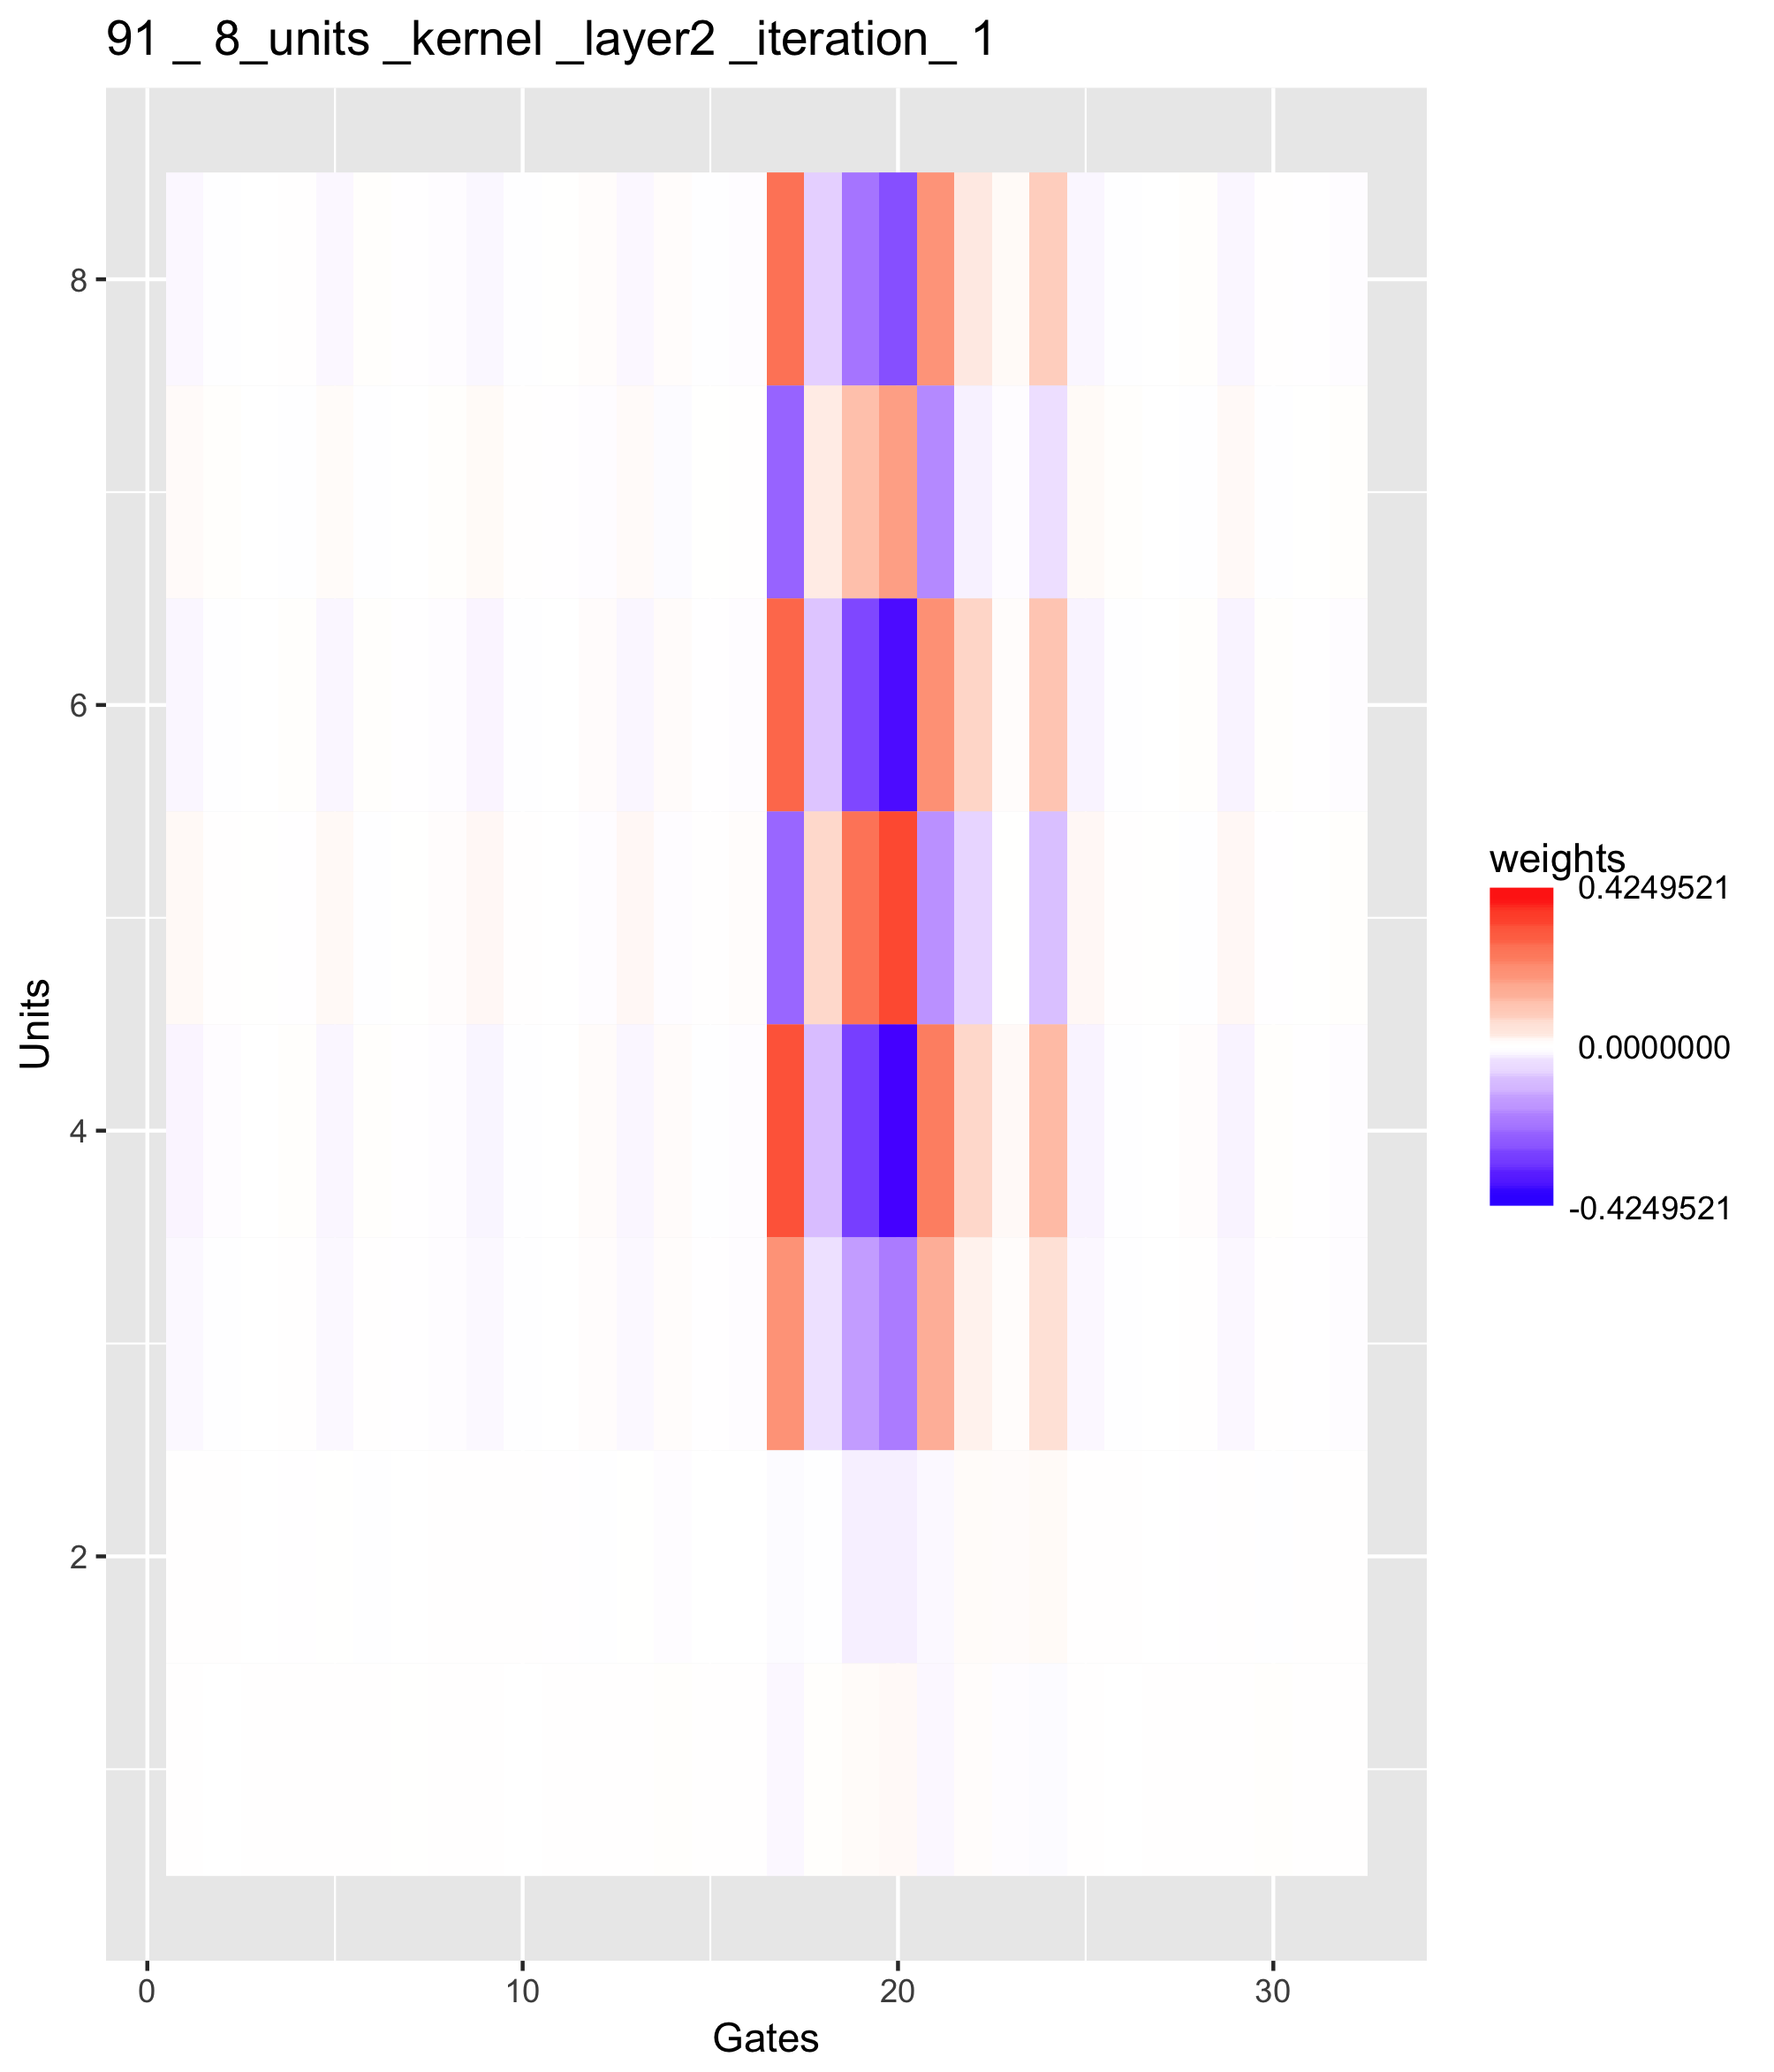 91 _ 8_units _kernel _layer2 _iteration_ 1
8
6
4
2
Units
0 10 20 30
Gates
weights
0.4249521
0.0000000
-0.4249521